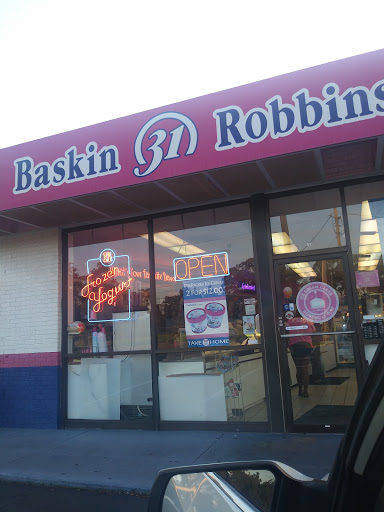 Baskin 31 Robbins
Frozen
Yogurt
OPEN
2 FOR $12.00
TAKE HOME